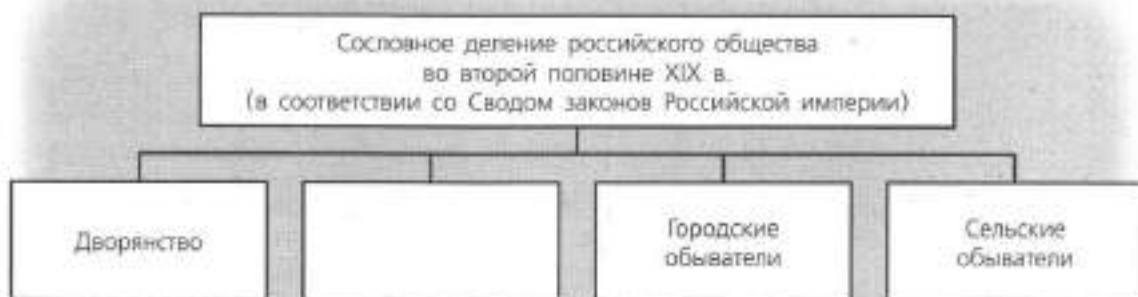 Сословное деление российского общества
во второй половине XIX в.
(в соответствии со Сводом законов Российской империи)
Дворянство
Городские
обыватели
Сельские
обыватели